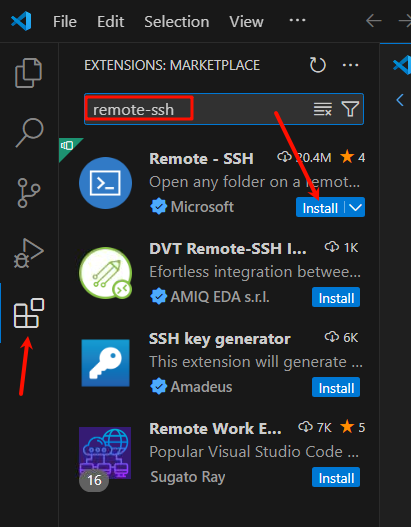 File Edit Selection View ···
EXTENSIONS: MARKETPLACE
remote-ssh
Remote - SSH 20.4M 4
Open any folder on a remot...
Microsoft Install
DVT Remote-SSH I... 1K
Efortless integration betwee...
AMIQ EDA s.r.l. Install
SSH key generator 6K
This extension will generate ...
Amadeus Install
Remote Work E... 7K 5
Popular Visual Studio Code ...
16 Sugato Ray Install